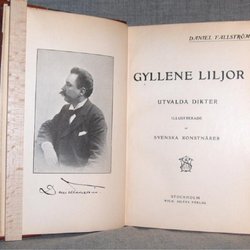 DANIEL FALLSTRÖM
GYLLENE LILJOR
UTVALDA DIKTER
ILLUSTRERADE
AF
SVENSKA KONSTNÄRER
STOCKHOLM